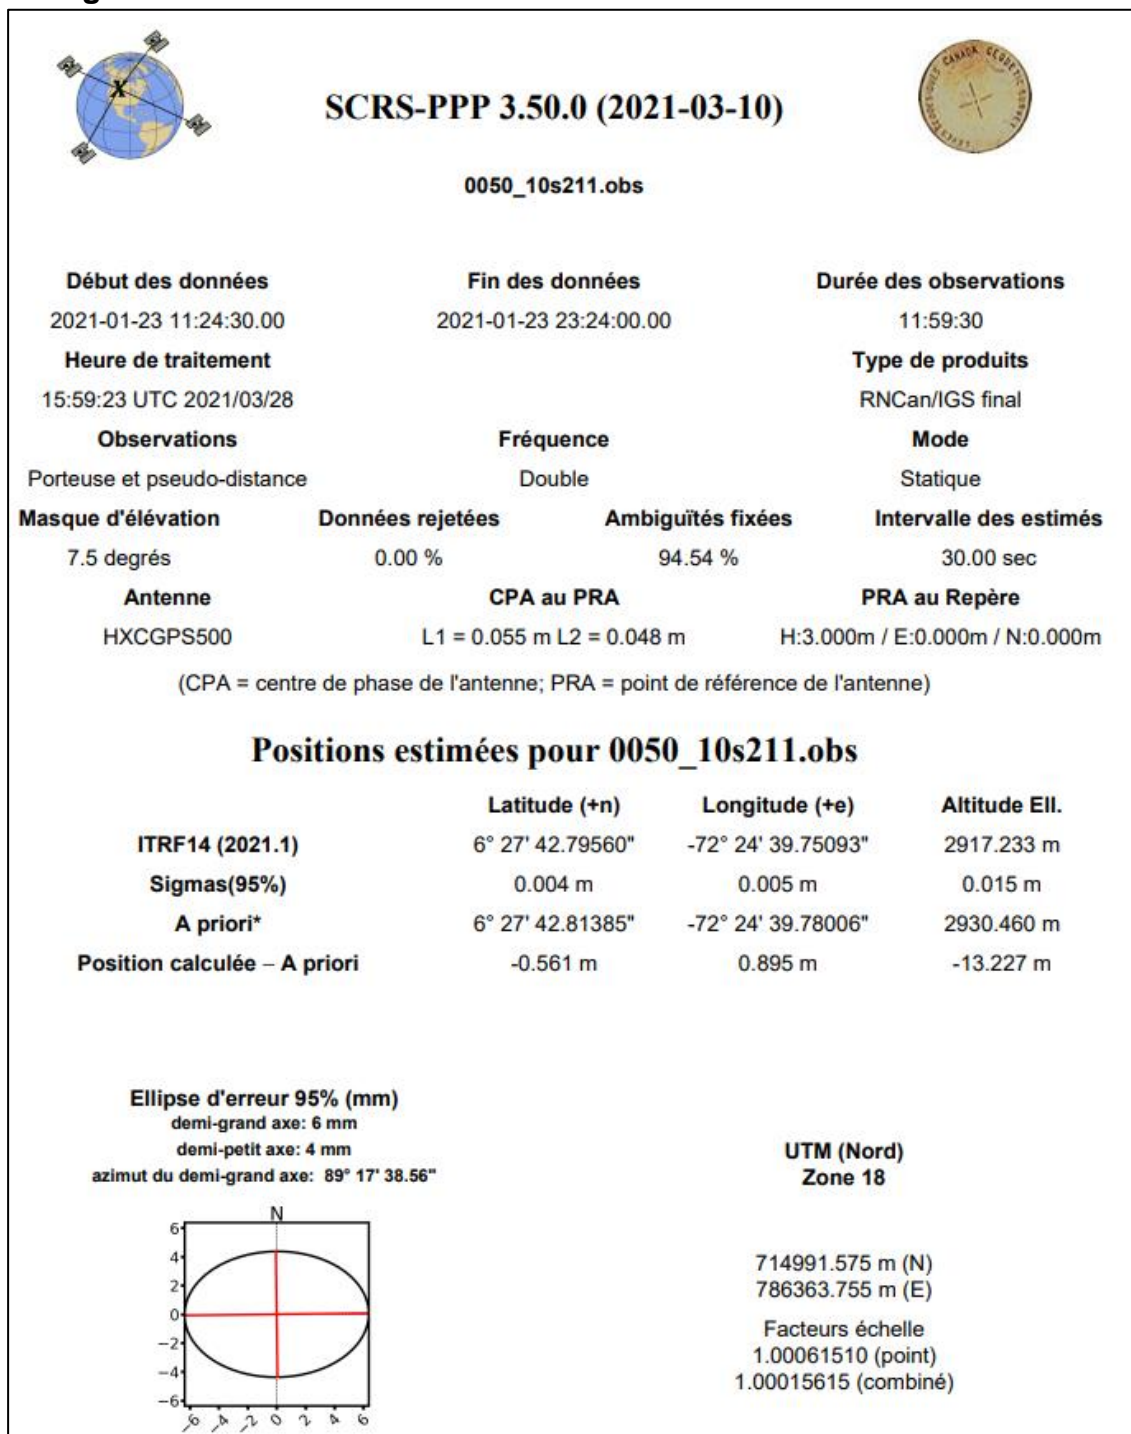 SCRS-PPP 3.50.0 (2021-03-10)
X
CANADA GEODETIC SURVEY
0050_10s211.obs
Début des données Fin des données Durée des observations
2021-01-23 11:24:30.00 2021-01-23 23:24:00.00 11:59:30
Heure de traitement Type de produits
15:59:23 UTC 2021/03/28 RNCan/IGS final
Observations Fréquence Mode
Porteuse et pseudo-distance Double Statique
Masque d'élévation Données rejetées Ambiguïtés fixées Intervalle des estimés
7.5 degrés 0.00 % 94.54 % 30.00 sec
Antenne CPA au PRA PRA au Repère
HXCGPS500 L1 = 0.055 m L2 = 0.048 m H:3.000m / E:0.000m / N:0.000m
(CPA = centre de phase de l'antenne; PRA = point de référence de l'antenne)
Positions estimées pour 0050_10s211.obs
Latitude (+n) Longitude (+e) Altitude Ell.
ITRF14 (2021.1) 6° 27' 42.79560" -72° 24' 39.75093" 2917.233 m
Sigmas(95%) 0.004 m 0.005 m 0.015 m
A priori* 6° 27' 42.81385" -72° 24' 39.78006" 2930.460 m
Position calculée – A priori -0.561 m 0.895 m -13.227 m
Ellipse d'erreur 95% (mm)
demi-grand axe: 6 mm
demi-petit axe: 4 mm
azimut du demi-grand axe: 89° 17' 38.56"
N
6
4
2
0
−2
−4
−6
−6 −4 −2 0 2 4 6
UTM (Nord)
Zone 18
714991.575 m (N)
786363.755 m (E)
Facteurs échelle
1.00061510 (point)
1.00015615 (combiné)